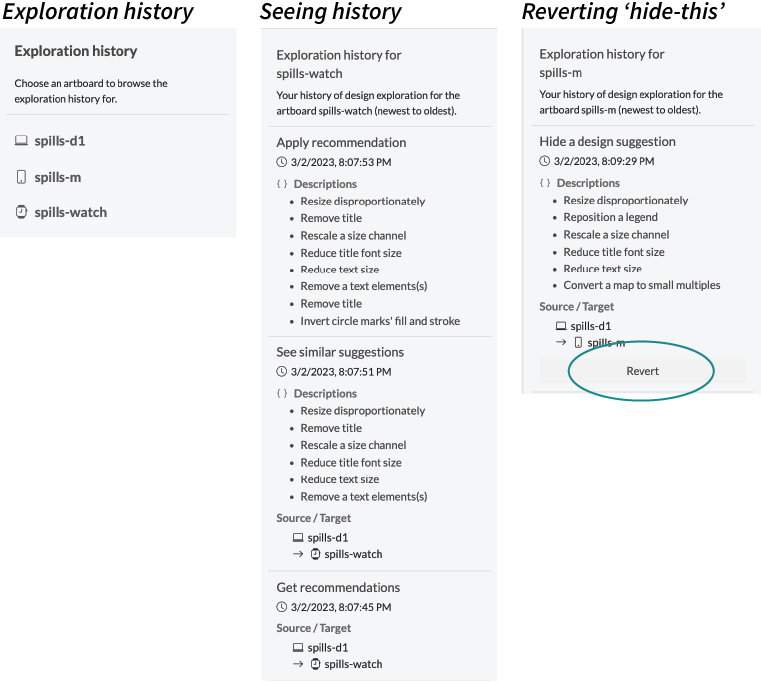 Exploration history
Exploration history
Choose an artboard to browse the
exploration history for.
spills-d1
spills-m
spills-watch
Seeing history
Exploration history for
spills-watch
Your history of design exploration for the
artboard spills-watch (newest to oldest).
Apply recommendation
3/2/2023, 8:07:53 PM
{ } Descriptions
• Resize disproportionately
• Remove title
• Rescale a size channel
• Reduce title font size
• Reduce text size
• Remove a text elements(s)
• Remove title
• Invert circle marks' fill and stroke
See similar suggestions
3/2/2023, 8:07:51 PM
{ } Descriptions
• Resize disproportionately
• Remove title
• Rescale a size channel
• Reduce title font size
• Reduce text size
• Remove a text elements(s)
Source / Target
spills-d1
→ spills-watch
Get recommendations
3/2/2023, 8:07:45 PM
Source / Target
spills-d1
→ spills-watch
Reverting ‘hide-this’
Exploration history for
spills-m
Your history of design exploration for the
artboard spills-m (newest to oldest).
Hide a design suggestion
3/2/2023, 8:09:29 PM
{ } Descriptions
• Resize disproportionately
• Reposition a legend
• Rescale a size channel
• Reduce title font size
• Reduce text size
• Convert a map to small multiples
Source / Target
spills-d1
→ spills-m
Revert